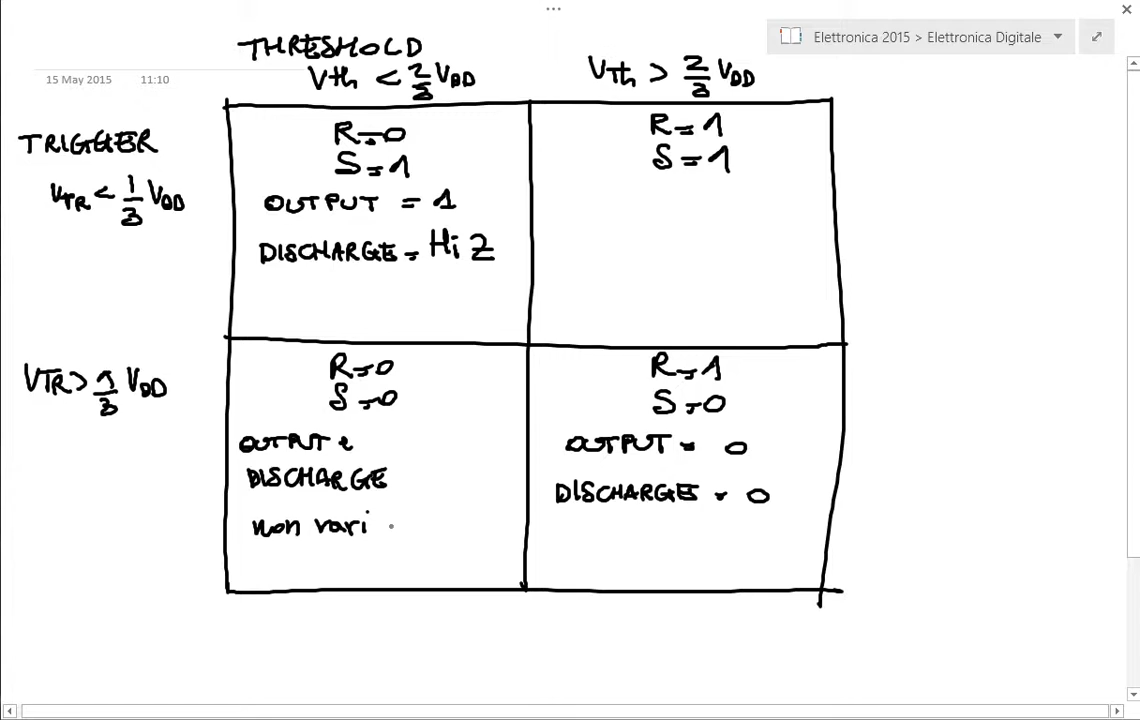 ...
Elettronica 2015 > Elettronica Digitale
15 May 2015 11:10
THRESHOLD
Vth < 2/3 VDD
VTh > 2/3 VDD
TRIGGER
VTR < 1/3 VDD
R=0
S=1
OUTPUT = 1
DISCHARGE = Hi Z
R=1
S=1
VTR > 1/3 VDD
R=0
S=0
OUTPUT e
DISCHARGE
non vari
R=1
S=0
OUTPUT = 0
DISCHARGE = 0